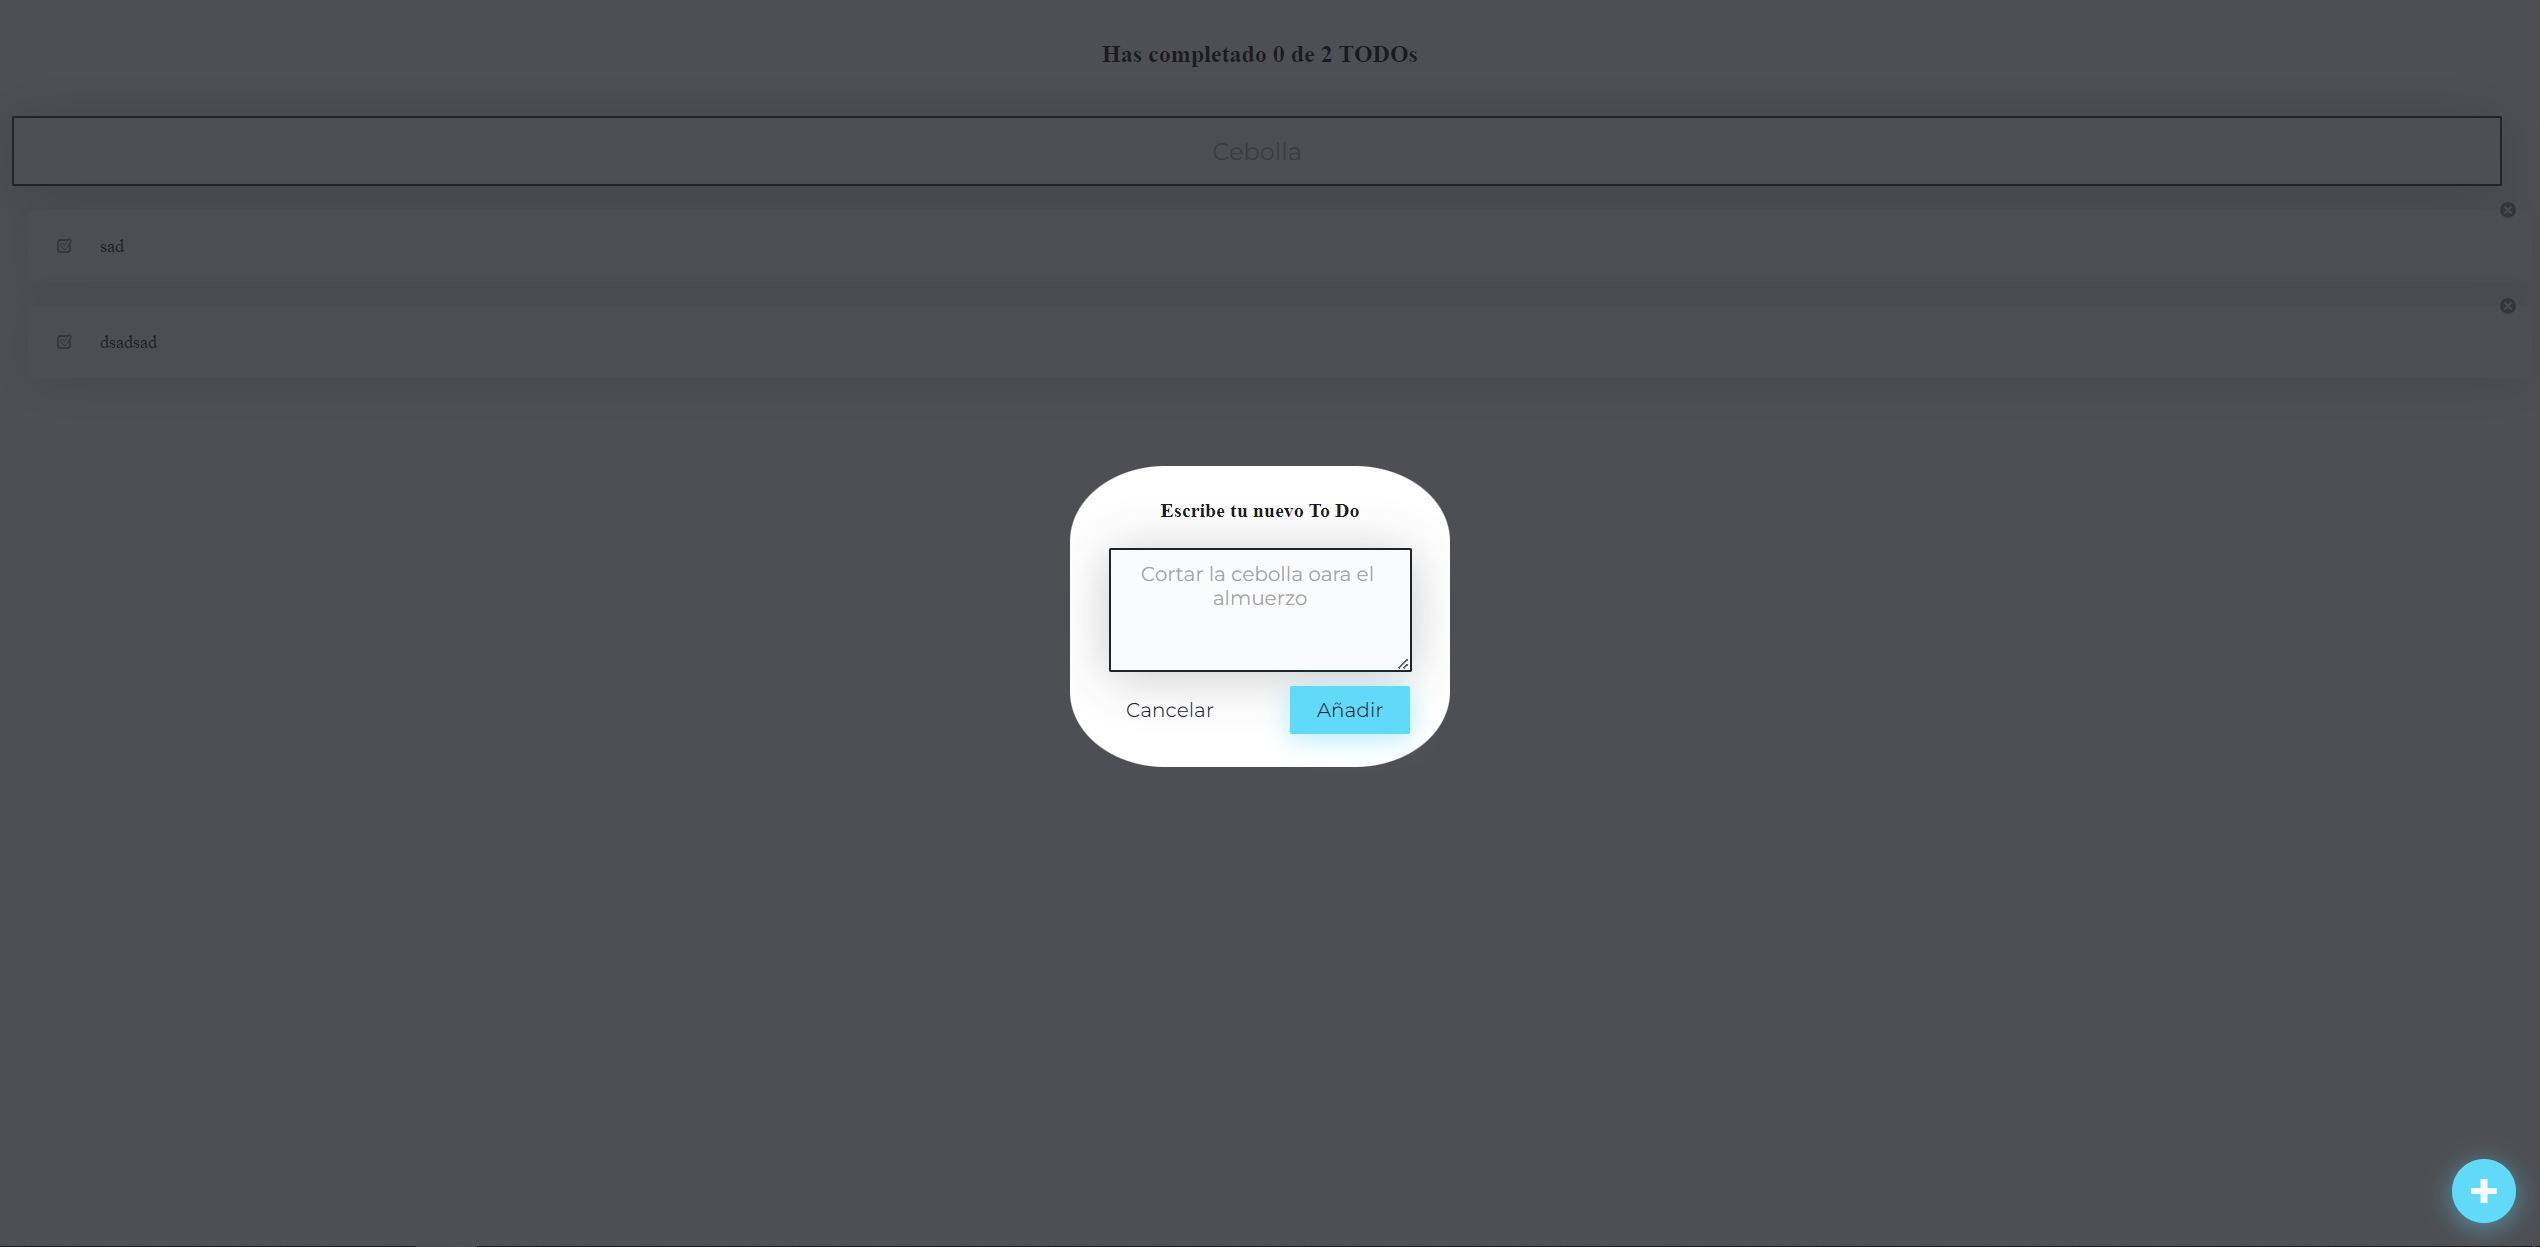 Has completado 0 de 2 TODOs
Cebolla
sad
dsadsad
Escribe tu nuevo To Do
Cortar la cebolla oara el
almuerzo
Cancelar
Añadir